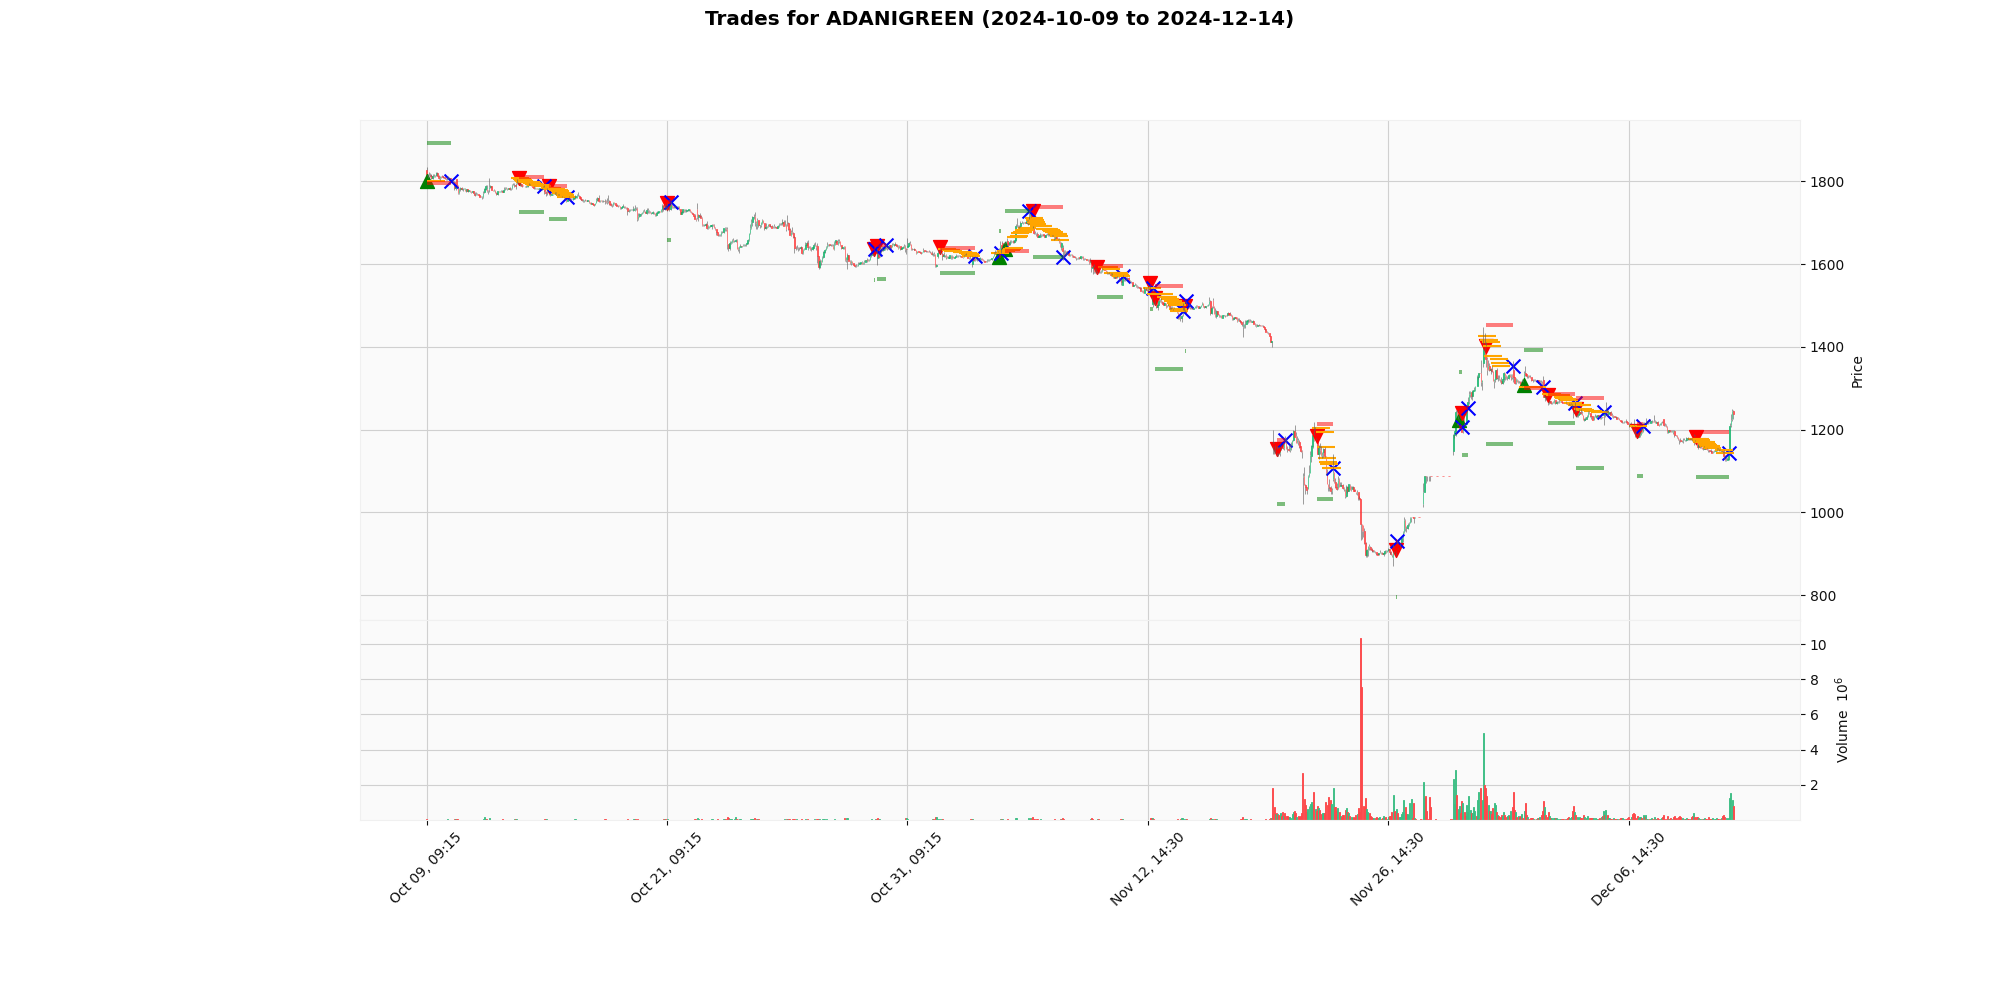 Trades for ADANIGREEN (2024-10-09 to 2024-12-14)
1800
1600
1400
1200
1000
800
Price
10
8
6
4
2
Volume 10^6
Oct 09, 09:15
Oct 21, 09:15
Oct 31, 09:15
Nov 12, 14:30
Nov 26, 14:30
Dec 06, 14:30